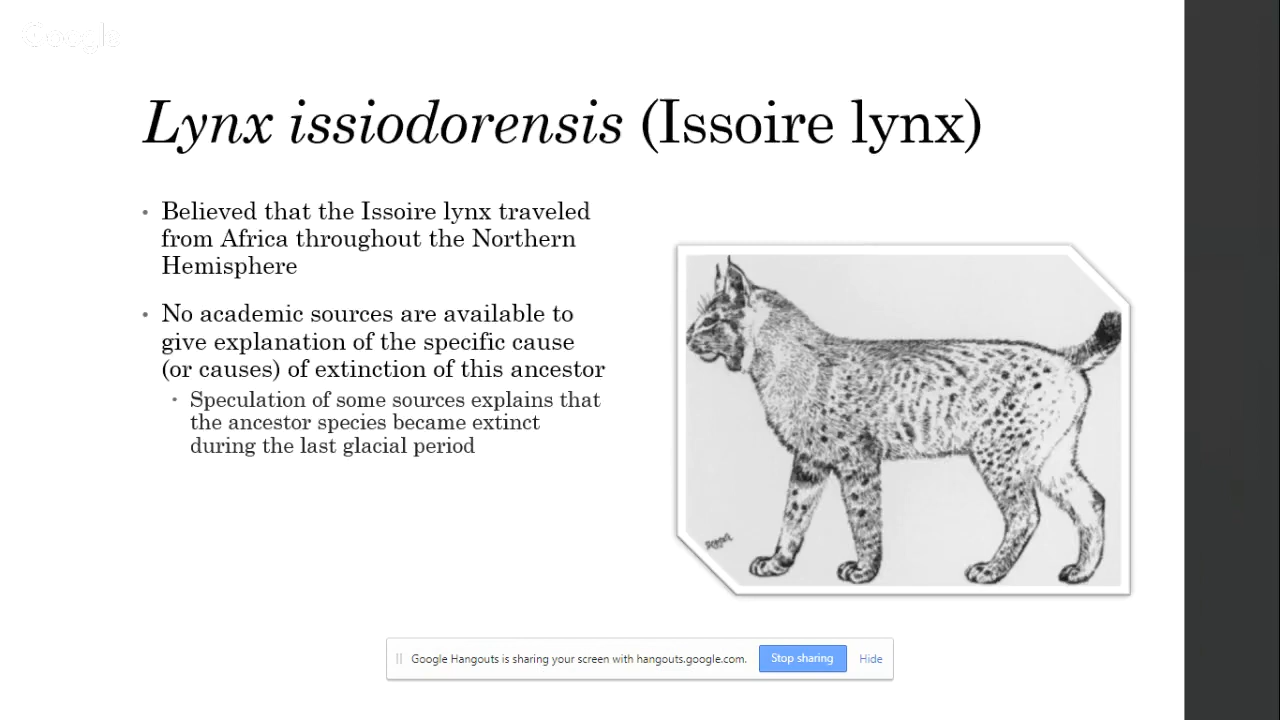 Google
Lynx issiodorensis (Issoire lynx)
• Believed that the Issoire lynx traveled
from Africa throughout the Northern
Hemisphere
• No academic sources are available to
give explanation of the specific cause
(or causes) of extinction of this ancestor
• Speculation of some sources explains that
the ancestor species became extinct
during the last glacial period
Google Hangouts is sharing your screen with hangouts.google.com. Stop sharing Hide